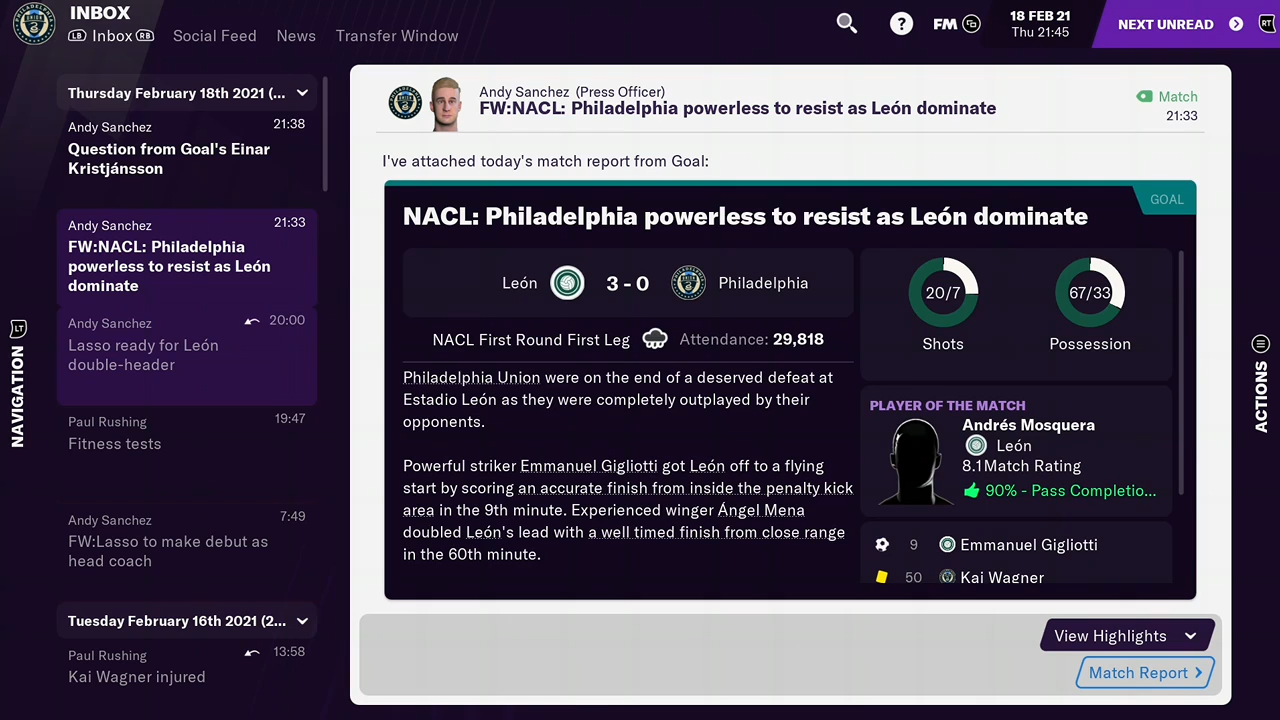 INBOX
LB Inbox RB Social Feed News Transfer Window
FM
18 FEB 21
Thu 21:45
NEXT UNREAD
RT
Thursday February 18th 2021 (...
Andy Sanchez 21:38
Question from Goal's Einar
Kristjánsson
Andy Sanchez 21:33
FW:NACL: Philadelphia
powerless to resist as León
dominate
Andy Sanchez 20:00
Lasso ready for León
double-header
Paul Rushing 19:47
Fitness tests
Andy Sanchez 7:49
FW:Lasso to make debut as
head coach
Tuesday February 16th 2021 (2...
Paul Rushing 13:58
Kai Wagner injured
LT
NAVIGATION
Andy Sanchez (Press Officer)
FW:NACL: Philadelphia powerless to resist as León dominate
Match
21:33
I've attached today's match report from Goal:
GOAL
NACL: Philadelphia powerless to resist as León dominate
León 3 - 0 Philadelphia
NACL First Round First Leg Attendance: 29,818
Philadelphia Union were on the end of a deserved defeat at
Estadio León as they were completely outplayed by their
opponents.
Powerful striker Emmanuel Gigliotti got León off to a flying
start by scoring an accurate finish from inside the penalty kick
area in the 9th minute. Experienced winger Ángel Mena
doubled León's lead with a well timed finish from close range
in the 60th minute.
20/7 67/33
Shots Possession
PLAYER OF THE MATCH
Andrés Mosquera
León
8.1 Match Rating
90% - Pass Completio...
9 Emmanuel Gigliotti
50 Kai Wagner
View Highlights
Match Report
ACTIONS